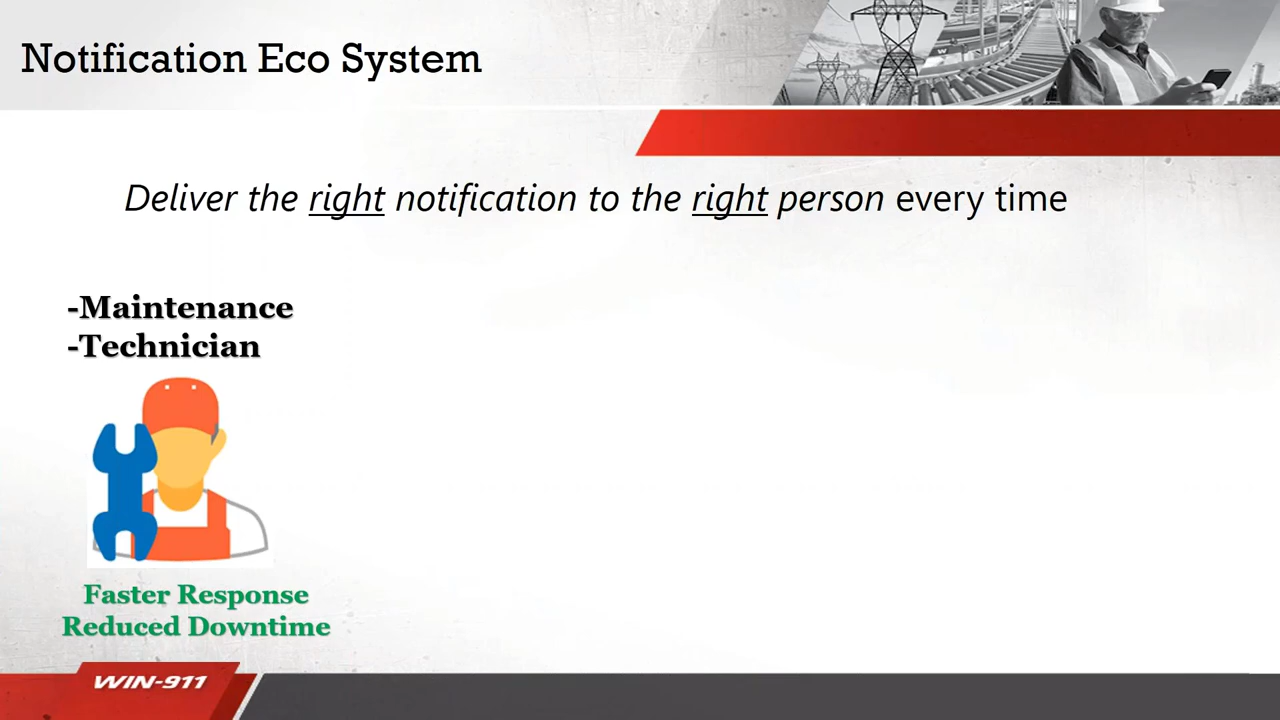 Notification Eco System
Deliver the right notification to the right person every time
-Maintenance
-Technician
Faster Response
Reduced Downtime
WIN-911